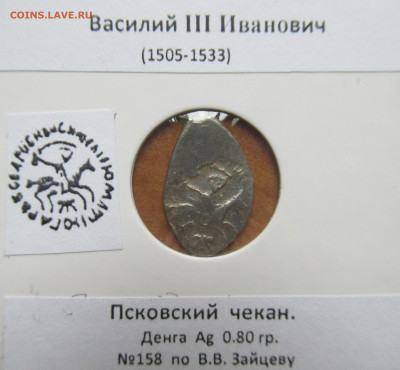 COINS.LAVE.RU
Василий III Иванович
(1505-1533)
Псковский чекан.
Денга Ag 0.80 гр.
№158 по В.В. Зайцеву